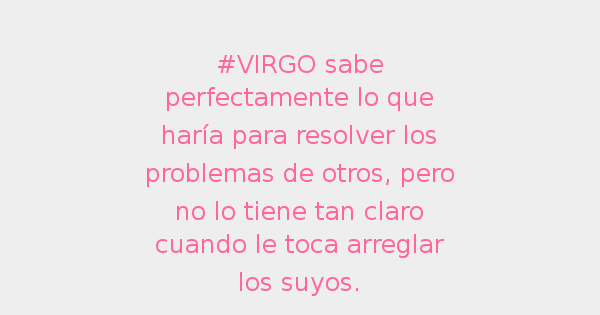 #VIRGO sabe
perfectamente lo que
haría para resolver los
problemas de otros, pero
no lo tiene tan claro
cuando le toca arreglar
los suyos.